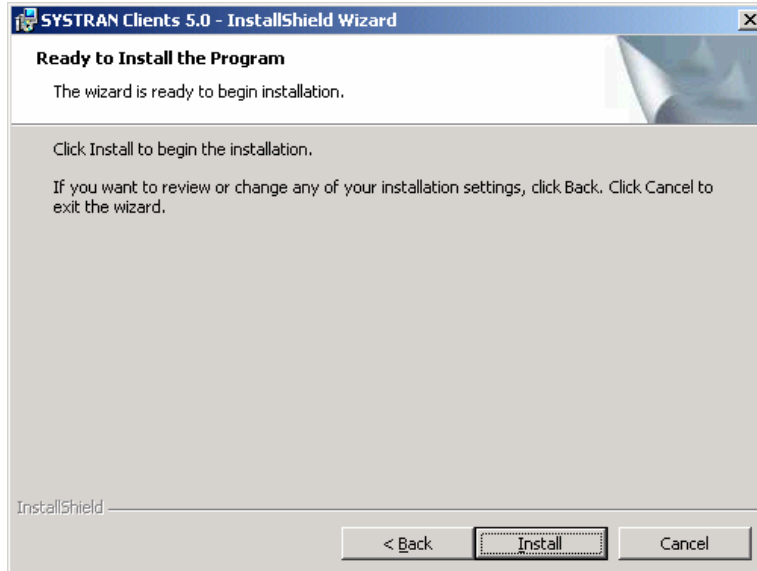 SYSTRAN Clients 5.0 - InstallShield Wizard
Ready to Install the Program
The wizard is ready to begin installation.
Click Install to begin the installation.
If you want to review or change any of your installation settings, click Back. Click Cancel to
exit the wizard.
InstallShield
< Back Install Cancel